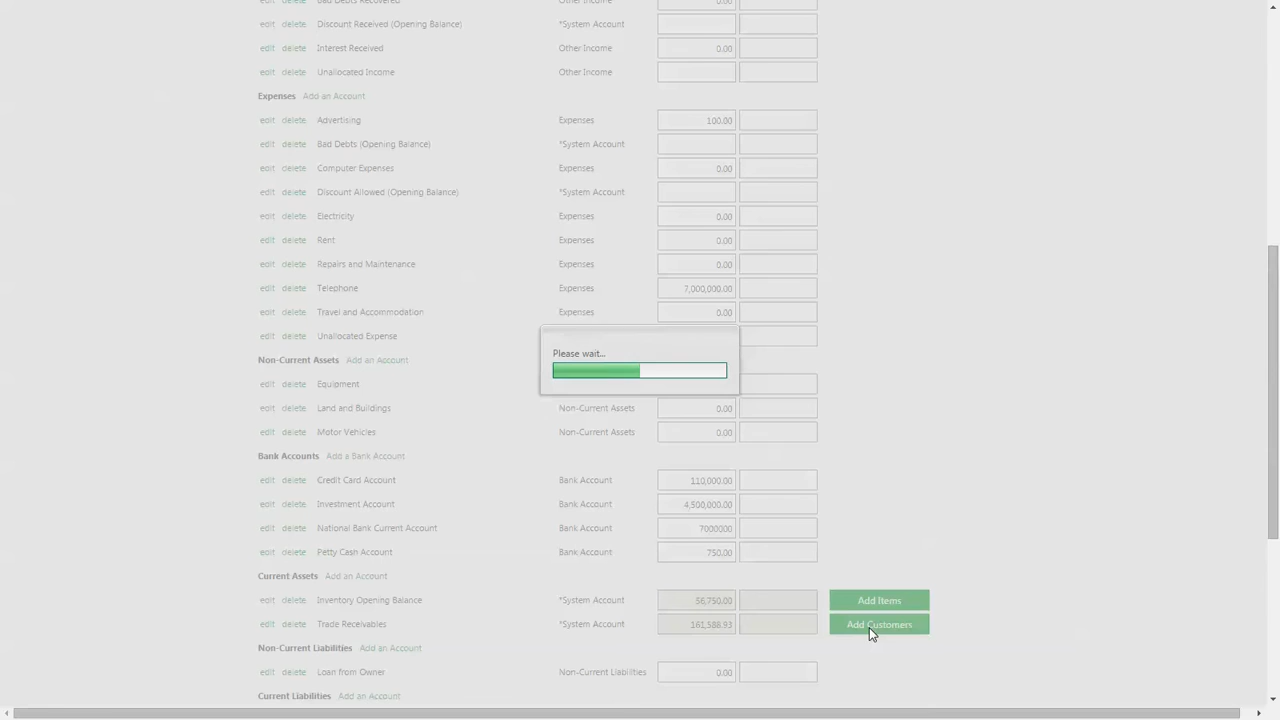 edit delete Bad Debts Recovered Other Income 0.00
edit delete Discount Received (Opening Balance) *System Account
edit delete Interest Received Other Income 0.00
edit delete Unallocated Income Other Income
Expenses Add an Account
edit delete Advertising Expenses 100.00
edit delete Bad Debts (Opening Balance) *System Account
edit delete Computer Expenses Expenses 0.00
edit delete Discount Allowed (Opening Balance) *System Account
edit delete Electricity Expenses 0.00
edit delete Rent Expenses 0.00
edit delete Repairs and Maintenance Expenses 0.00
edit delete Telephone Expenses 7,000,000.00
edit delete Travel and Accommodation Expenses 0.00
edit delete Unallocated Expense
Please wait...
Non-Current Assets Add an Account
edit delete Equipment
edit delete Land and Buildings Non-Current Assets 0.00
edit delete Motor Vehicles Non-Current Assets 0.00
Bank Accounts Add a Bank Account
edit delete Credit Card Account Bank Account 110,000.00
edit delete Investment Account Bank Account 4,500,000.00
edit delete National Bank Current Account Bank Account 7000000
edit delete Petty Cash Account Bank Account 750.00
Current Assets Add an Account
edit delete Inventory Opening Balance *System Account 56,750.00 Add Items
edit delete Trade Receivables *System Account 161,588.93 Add Customers
Non-Current Liabilities Add an Account
edit delete Loan from Owner Non-Current Liabilities 0.00
Current Liabilities Add an Account